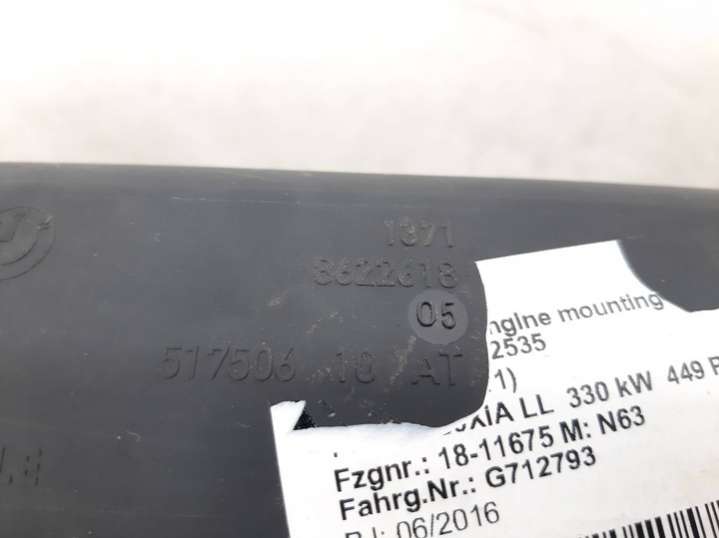 1371
8622618
05
517506 10 AT
ngine mounting
2535
.1)
LL 330 kW 449
Fzgnr.: 18-11675 M: N63
Fahrg.Nr.: G712793
06/2016